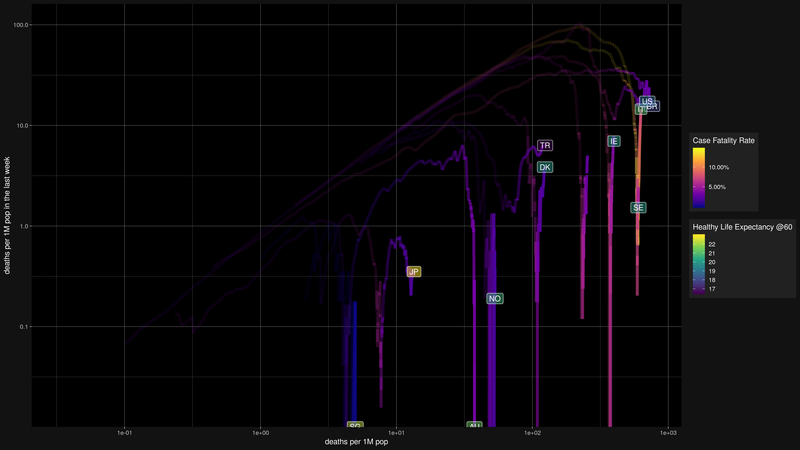 100.0
10.0
1.0
0.1
deaths per 1M pop in the last week
1e-01
1e+00
1e+01
1e+02
1e+03
deaths per 1M pop
US
BR
IT
IE
TR
DK
SE
JP
NO
SG
AU
Case Fatality Rate
10.00%
5.00%
Healthy Life Expectancy @60
22
21
20
19
18
17